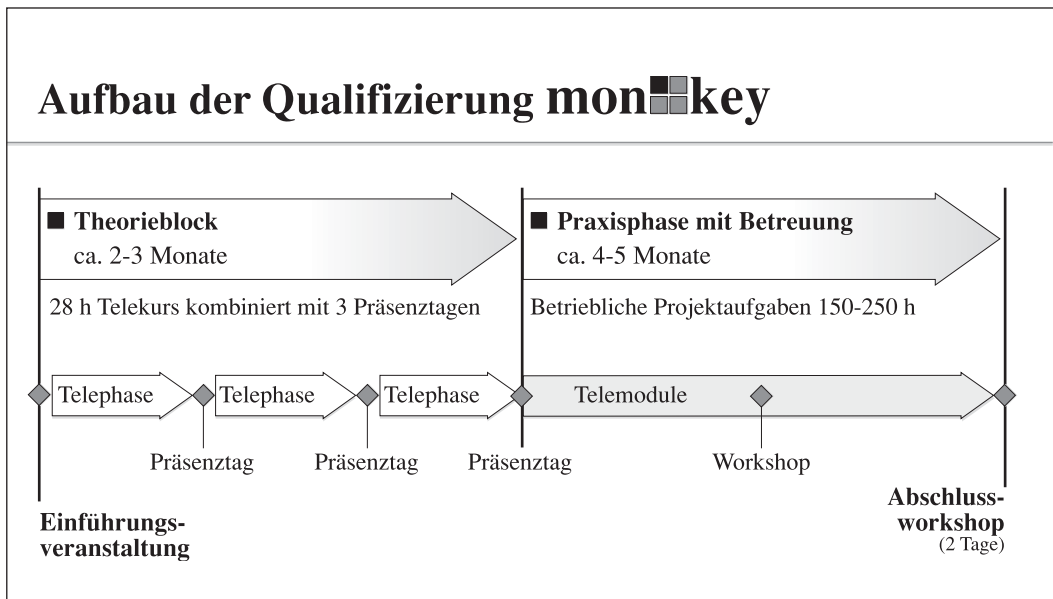 Aufbau der Qualifizierung monkey
Theorieblock
ca. 2-3 Monate
28 h Telekurs kombiniert mit 3 Präsenztagen
Praxisphase mit Betreuung
ca. 4-5 Monate
Betriebliche Projektaufgaben 150-250 h
Telephase
Telephase
Telephase
Telemodule
Präsenztag
Präsenztag
Präsenztag
Workshop
Einführungs-
veranstaltung
Abschluss-
workshop
(2 Tage)